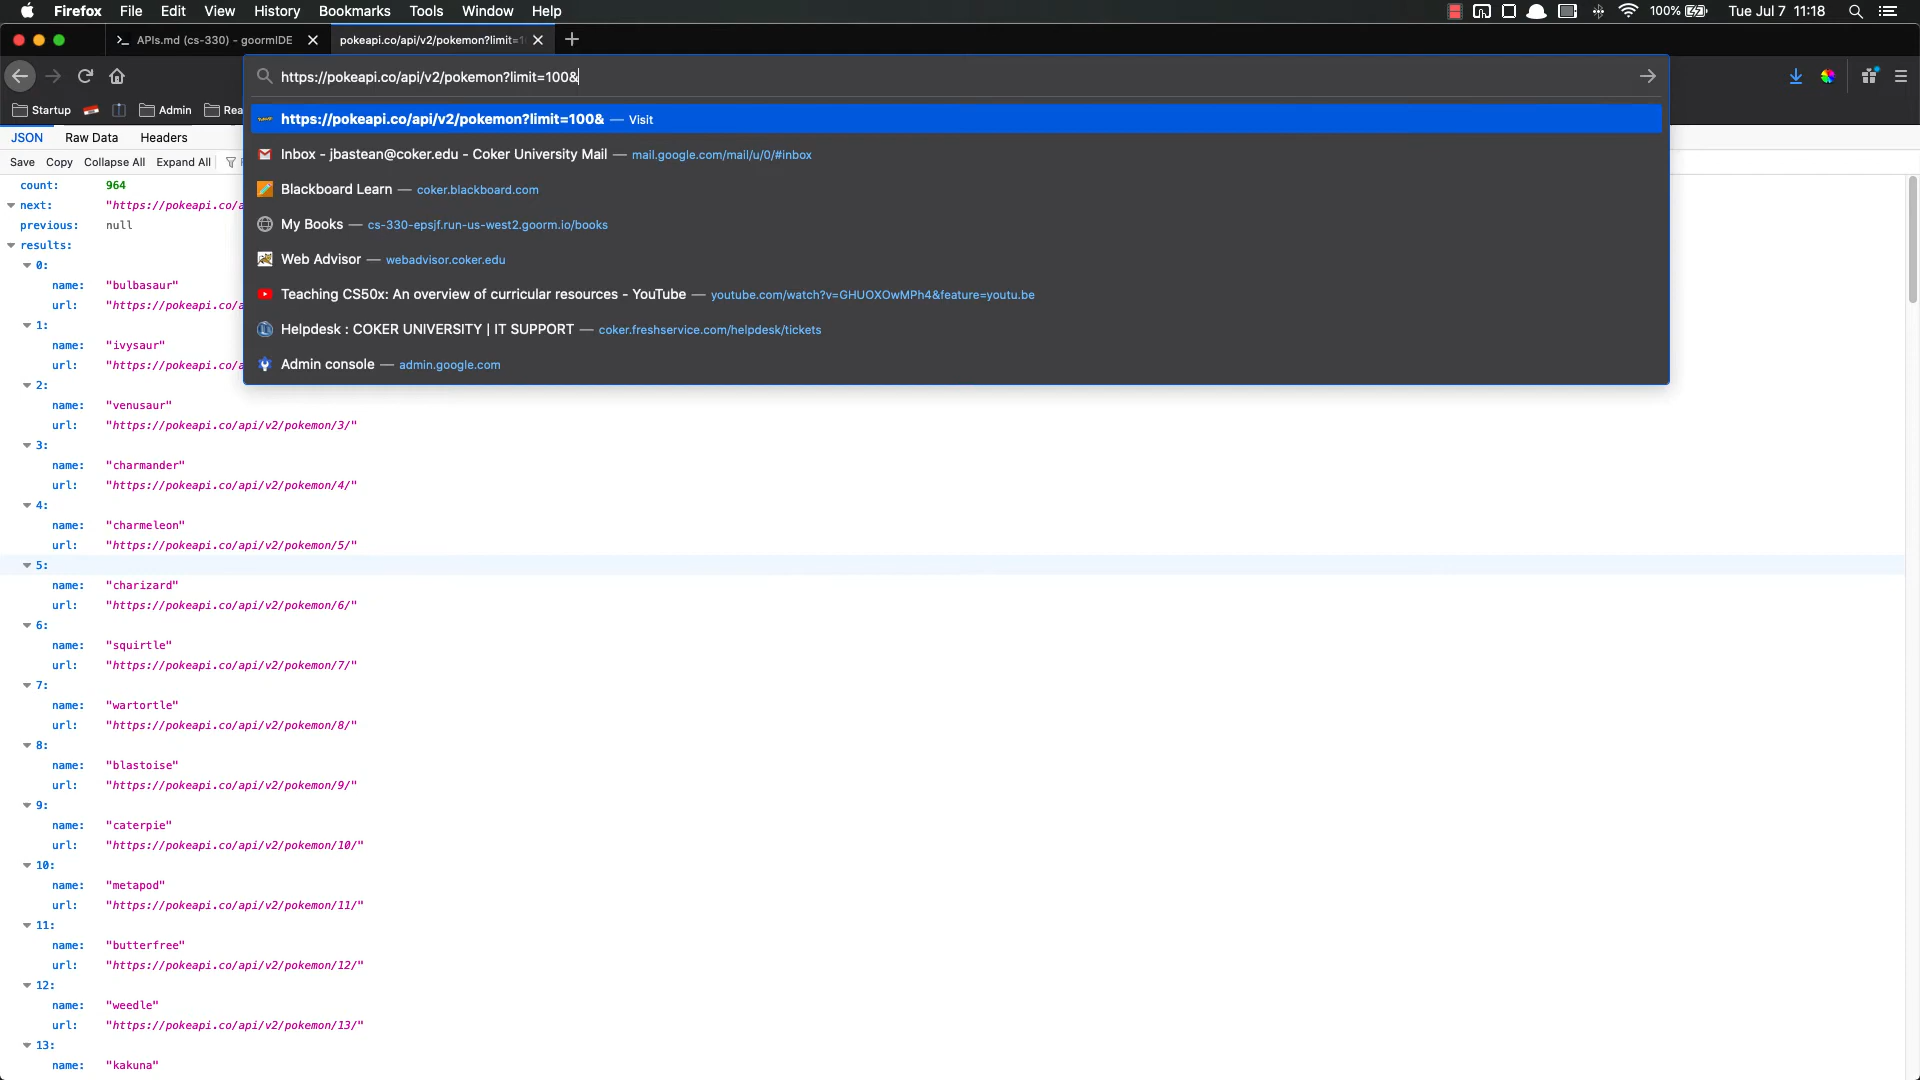 Firefox File Edit View History Bookmarks Tools Window Help 100% Tue Jul 7 11:18
APIs.md (cs-330) - goormIDE pokeapi.co/api/v2/pokemon?limit=1
https://pokeapi.co/api/v2/pokemon?limit=100&
Startup Admin Rea
https://pokeapi.co/api/v2/pokemon?limit=100& — Visit
Inbox - jbastean@coker.edu - Coker University Mail — mail.google.com/mail/u/0/#inbox
Blackboard Learn — coker.blackboard.com
My Books — cs-330-epsjf.run-us-west2.goorm.io/books
Web Advisor — webadvisor.coker.edu
Teaching CS50x: An overview of curricular resources - YouTube — youtube.com/watch?v=GHUOXOwMPh4&feature=youtu.be
Helpdesk : COKER UNIVERSITY | IT SUPPORT — coker.freshservice.com/helpdesk/tickets
Admin console — admin.google.com
JSON Raw Data Headers
Save Copy Collapse All Expand All
count: 964
next: "https://pokeapi.co/a
previous: null
results:
0:
name: "bulbasaur"
url: "https://pokeapi.co/a
1:
name: "ivysaur"
url: "https://pokeapi.co/a
2:
name: "venusaur"
url: "https://pokeapi.co/api/v2/pokemon/3/"
3:
name: "charmander"
url: "https://pokeapi.co/api/v2/pokemon/4/"
4:
name: "charmeleon"
url: "https://pokeapi.co/api/v2/pokemon/5/"
5:
name: "charizard"
url: "https://pokeapi.co/api/v2/pokemon/6/"
6:
name: "squirtle"
url: "https://pokeapi.co/api/v2/pokemon/7/"
7:
name: "wartortle"
url: "https://pokeapi.co/api/v2/pokemon/8/"
8:
name: "blastoise"
url: "https://pokeapi.co/api/v2/pokemon/9/"
9:
name: "caterpie"
url: "https://pokeapi.co/api/v2/pokemon/10/"
10:
name: "metapod"
url: "https://pokeapi.co/api/v2/pokemon/11/"
11:
name: "butterfree"
url: "https://pokeapi.co/api/v2/pokemon/12/"
12:
name: "weedle"
url: "https://pokeapi.co/api/v2/pokemon/13/"
13:
name: "kakuna"